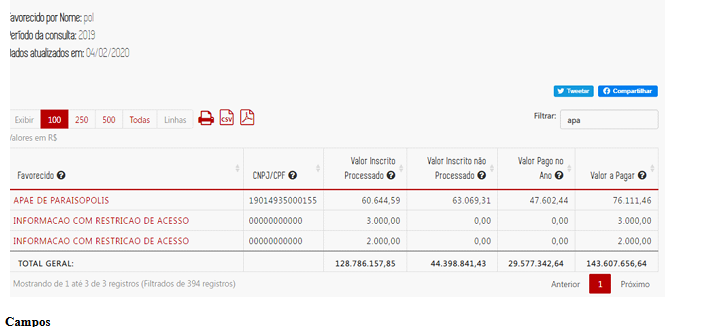 Favorecido por Nome: pol
Período da consulta: 2019
Dados atualizados em: 04/02/2020
Tweetar Compartilhar
Exibir 100 250 500 Todas Linhas CSV Filtrar: apa
Valores em R$
Favorecido CNPJ/CPF Valor Inscrito Processado Valor Inscrito não Processado Valor Pago no Ano Valor a Pagar
APAE DE PARAISOPOLIS 19014935000155 60.644,59 63.069,31 47.602,44 76.111,46
INFORMACAO COM RESTRICAO DE ACESSO 00000000000 3.000,00 0,00 0,00 3.000,00
INFORMACAO COM RESTRICAO DE ACESSO 00000000000 2.000,00 0,00 0,00 2.000,00
TOTAL GERAL: 128.786.157,85 44.398.841,43 29.577.342,64 143.607.656,64
Mostrando de 1 até 3 de 3 registros (Filtrados de 394 registros) Anterior 1 Próximo
Campos